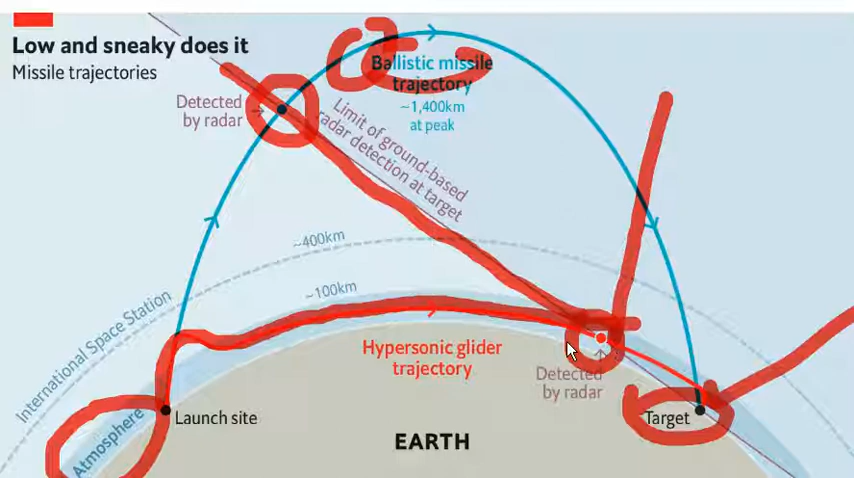 Low and sneaky does it
Missile trajectories
Ballistic missile
trajectory
~1,400km
at peak
Detected
by radar
Limit of ground-based
radar detection at target
~400km
~100km
International Space Station
Hypersonic glider
trajectory
Detected
by radar
Atmosphere
Launch site
Target
EARTH